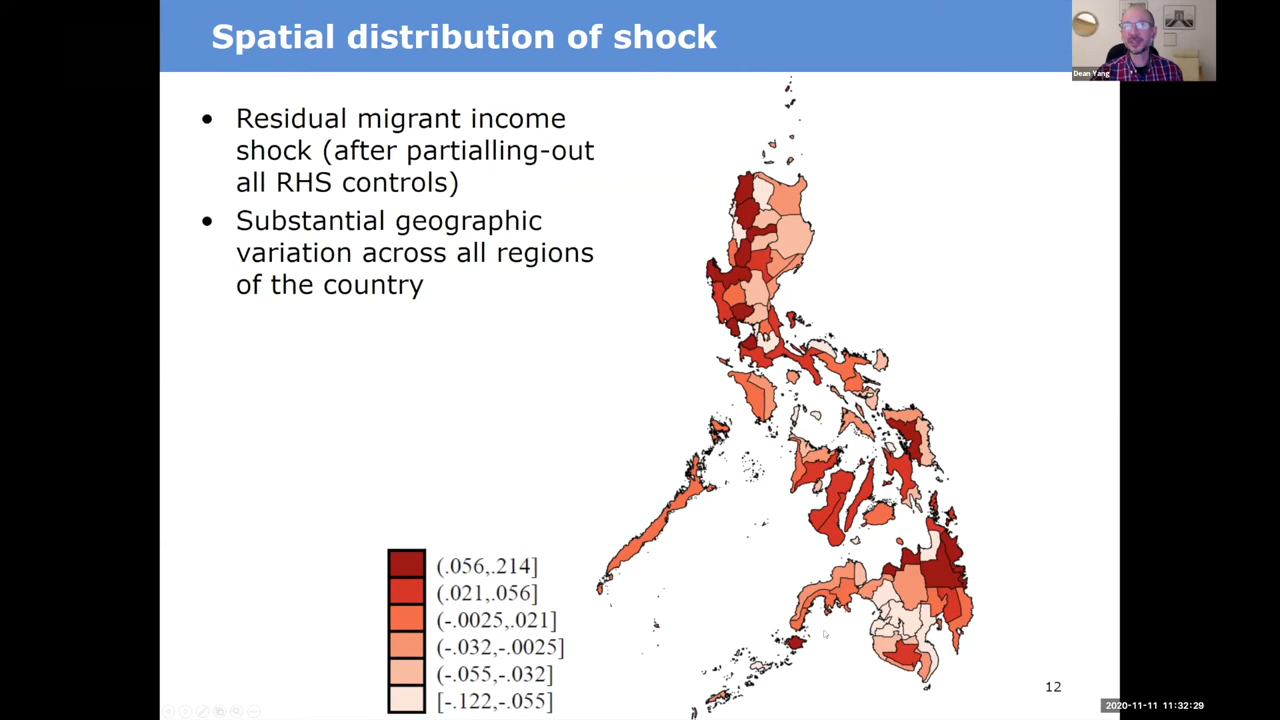 Spatial distribution of shock
Dean Yang
• Residual migrant income
shock (after partialling-out
all RHS controls)
• Substantial geographic
variation across all regions
of the country
(.056,.214]
(.021,.056]
(-.0025,.021]
(-.032,-.0025]
(-.055,-.032]
[-.122,-.055]
12
2020-11-11 11:32:29